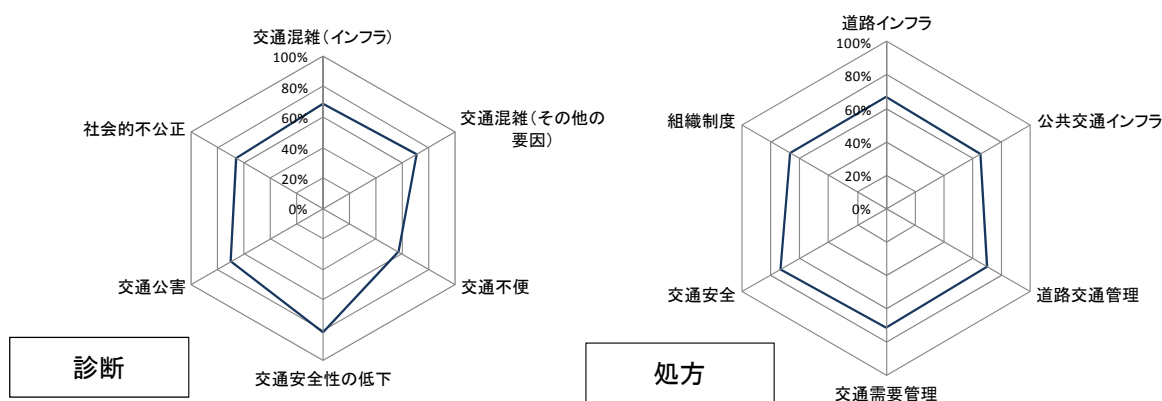 交通混雑（インフラ）
100%
80%
60%
40%
20%
0%
交通混雑（その他の
要因）
交通不便
交通安全性の低下
交通公害
社会的不公正
診断
道路インフラ
100%
80%
60%
40%
20%
0%
公共交通インフラ
道路交通管理
交通需要管理
交通安全
組織制度
処方